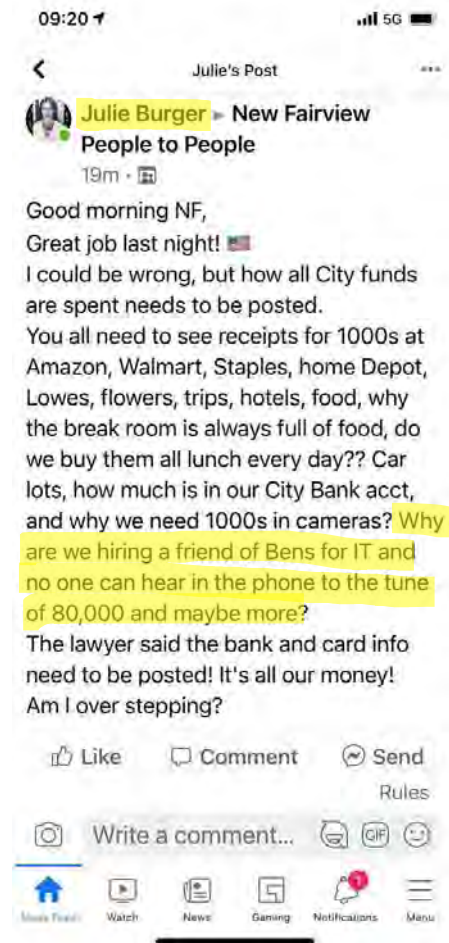 09:20
5G
Julie's Post
Julie Burger ▸ New Fairview
People to People
19m ·
Good morning NF,
Great job last night! 🇺🇸
I could be wrong, but how all City funds
are spent needs to be posted.
You all need to see receipts for 1000s at
Amazon, Walmart, Staples, home Depot,
Lowes, flowers, trips, hotels, food, why
the break room is always full of food, do
we buy them all lunch every day?? Car
lots, how much is in our City Bank acct,
and why we need 1000s in cameras? Why
are we hiring a friend of Bens for IT and
no one can hear in the phone to the tune
of 80,000 and maybe more?
The lawyer said the bank and card info
need to be posted! It's all our money!
Am I over stepping?
Like Comment Send
Rules
Write a comment... GIF
News Feed Watch News Gaming Notifications Menu